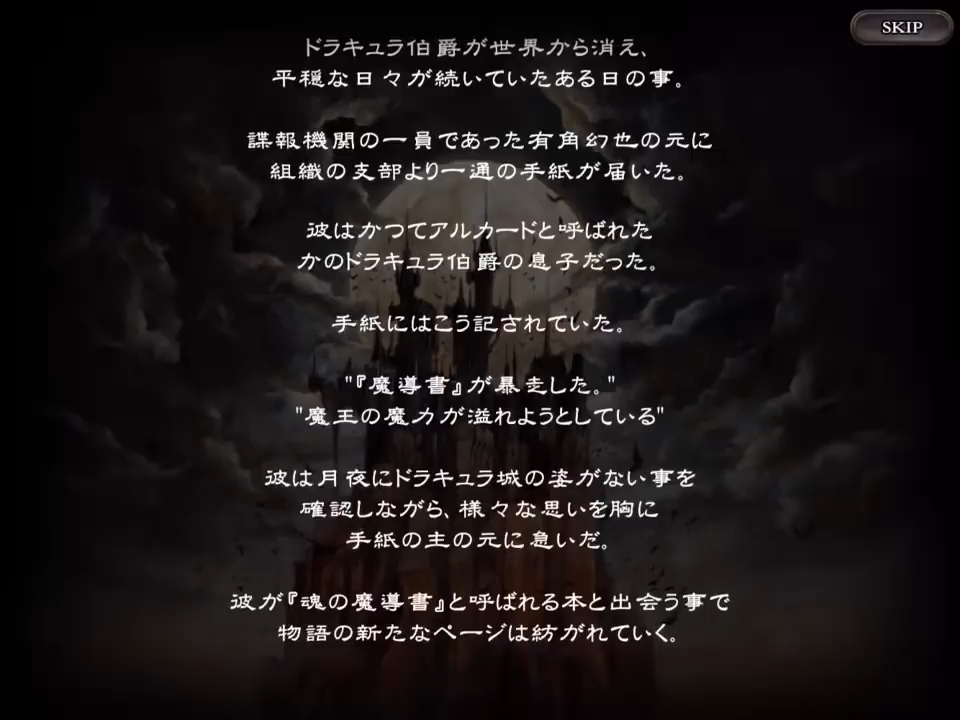 SKIP
ドラキュラ伯爵が世界から消え、
平穏な日々が続いていたある日の事。
諜報機関の一員であった有角幻也の元に
組織の支部より一通の手紙が届いた。
彼はかつてアルカードと呼ばれた
かのドラキュラ伯爵の息子だった。
手紙にはこう記されていた。
"『魔導書』が暴走した。"
"魔王の魔力が溢れようとしている"
彼は月夜にドラキュラ城の姿がない事を
確認しながら、様々な思いを胸に
手紙の主の元に急いだ。
彼が『魂の魔導書』と呼ばれる本と出会う事で
物語の新たなページは紡がれていく。